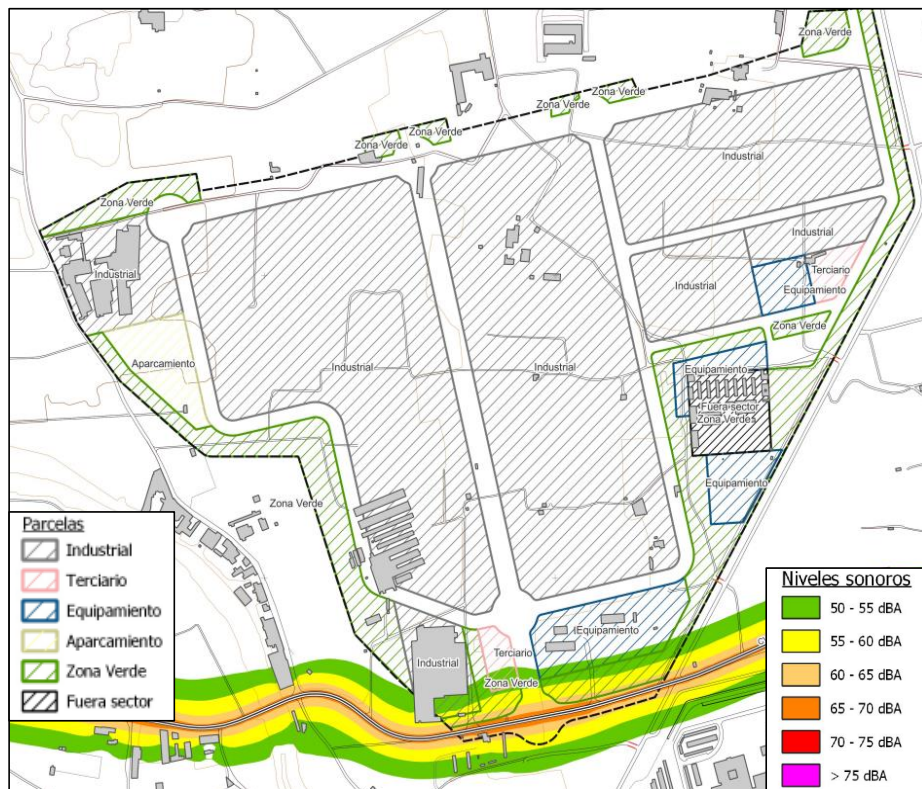 Zona Verde
Zona Verde
Zona Verde
Zona Verde
Zona Verde
Industrial
Zona Verde
Industrial
Industrial
Terciario
Industrial
Equipamiento
Zona Verde
Aparcamiento
Industrial
Industrial
Equipamiento
Fuera sector
Zona Verde
Equipamiento
Zona Verde
Equipamiento
Terciario
Industrial
Zona Verde
Parcelas
Industrial
Terciario
Equipamiento
Aparcamiento
Zona Verde
Fuera sector
Niveles sonoros
50 - 55 dBA
55 - 60 dBA
60 - 65 dBA
65 - 70 dBA
70 - 75 dBA
> 75 dBA